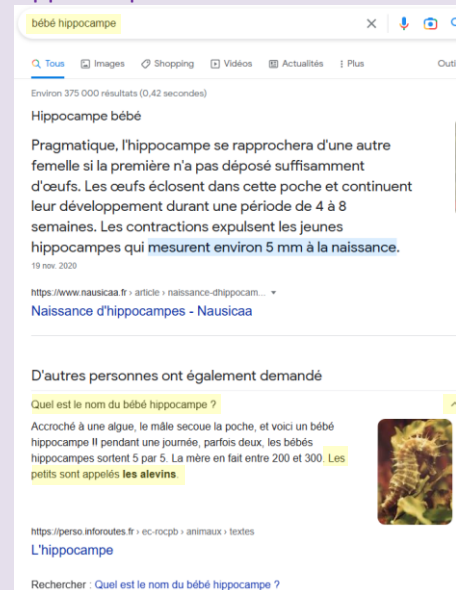 bébé hippocampe
Tous Images Shopping Vidéos Actualités Plus
Environ 375 000 résultats (0,42 secondes)
Hippocampe bébé
Pragmatique, l'hippocampe se rapprochera d'une autre
femelle si la première n'a pas déposé suffisamment
d'œufs. Les œufs éclosent dans cette poche et continuent
leur développement durant une période de 4 à 8
semaines. Les contractions expulsent les jeunes
hippocampes qui mesurent environ 5 mm à la naissance.
19 nov. 2020
https://www.nausicaa.fr › article › naissance-dhippocam...
Naissance d'hippocampes - Nausicaa
D'autres personnes ont également demandé
Quel est le nom du bébé hippocampe ?
Accroché à une algue, le mâle secoue la poche, et voici un bébé
hippocampe !! pendant une journée, parfois deux, les bébés
hippocampes sortent 5 par 5. La mère en fait entre 200 et 300. Les
petits sont appelés les alevins.
https://perso.inforoutes.fr › ec-rocpb › animaux › textes
L'hippocampe
Rechercher : Quel est le nom du bébé hippocampe ?